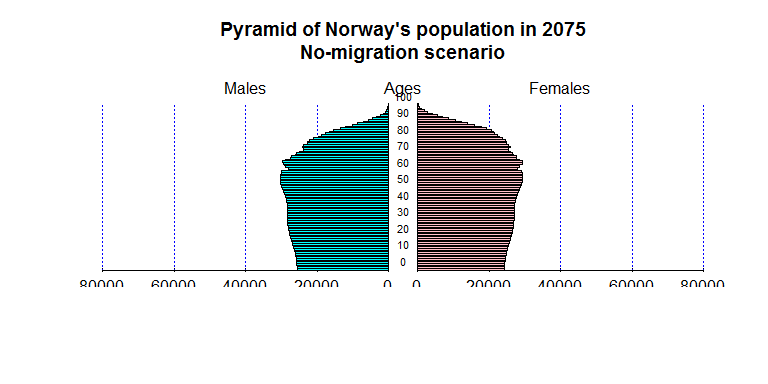 Pyramid of Norway's population in 2075
No-migration scenario
Males Ages Females
100
90
80
70
60
50
40
30
20
10
0
80000 60000 40000 20000 0 0 20000 40000 60000 80000